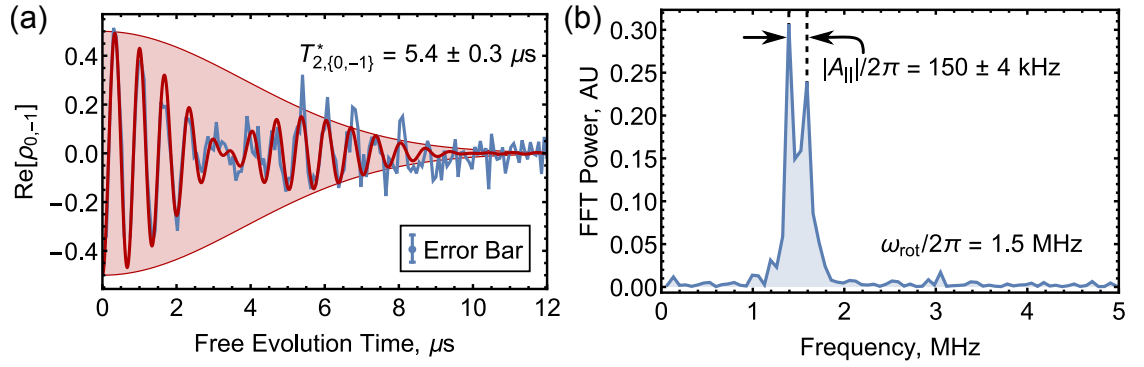 (a)
T*2,{0,−1} = 5.4 ± 0.3 μs
Re[ρ0,−1]
0.4
0.2
0.0
−0.2
−0.4
Error Bar
0 2 4 6 8 10 12
Free Evolution Time, μs
(b)
|A||||/2π = 150 ± 4 kHz
FFT Power, AU
0.30
0.25
0.20
0.15
0.10
0.05
0.00
ωrot/2π = 1.5 MHz
0 1 2 3 4 5
Frequency, MHz